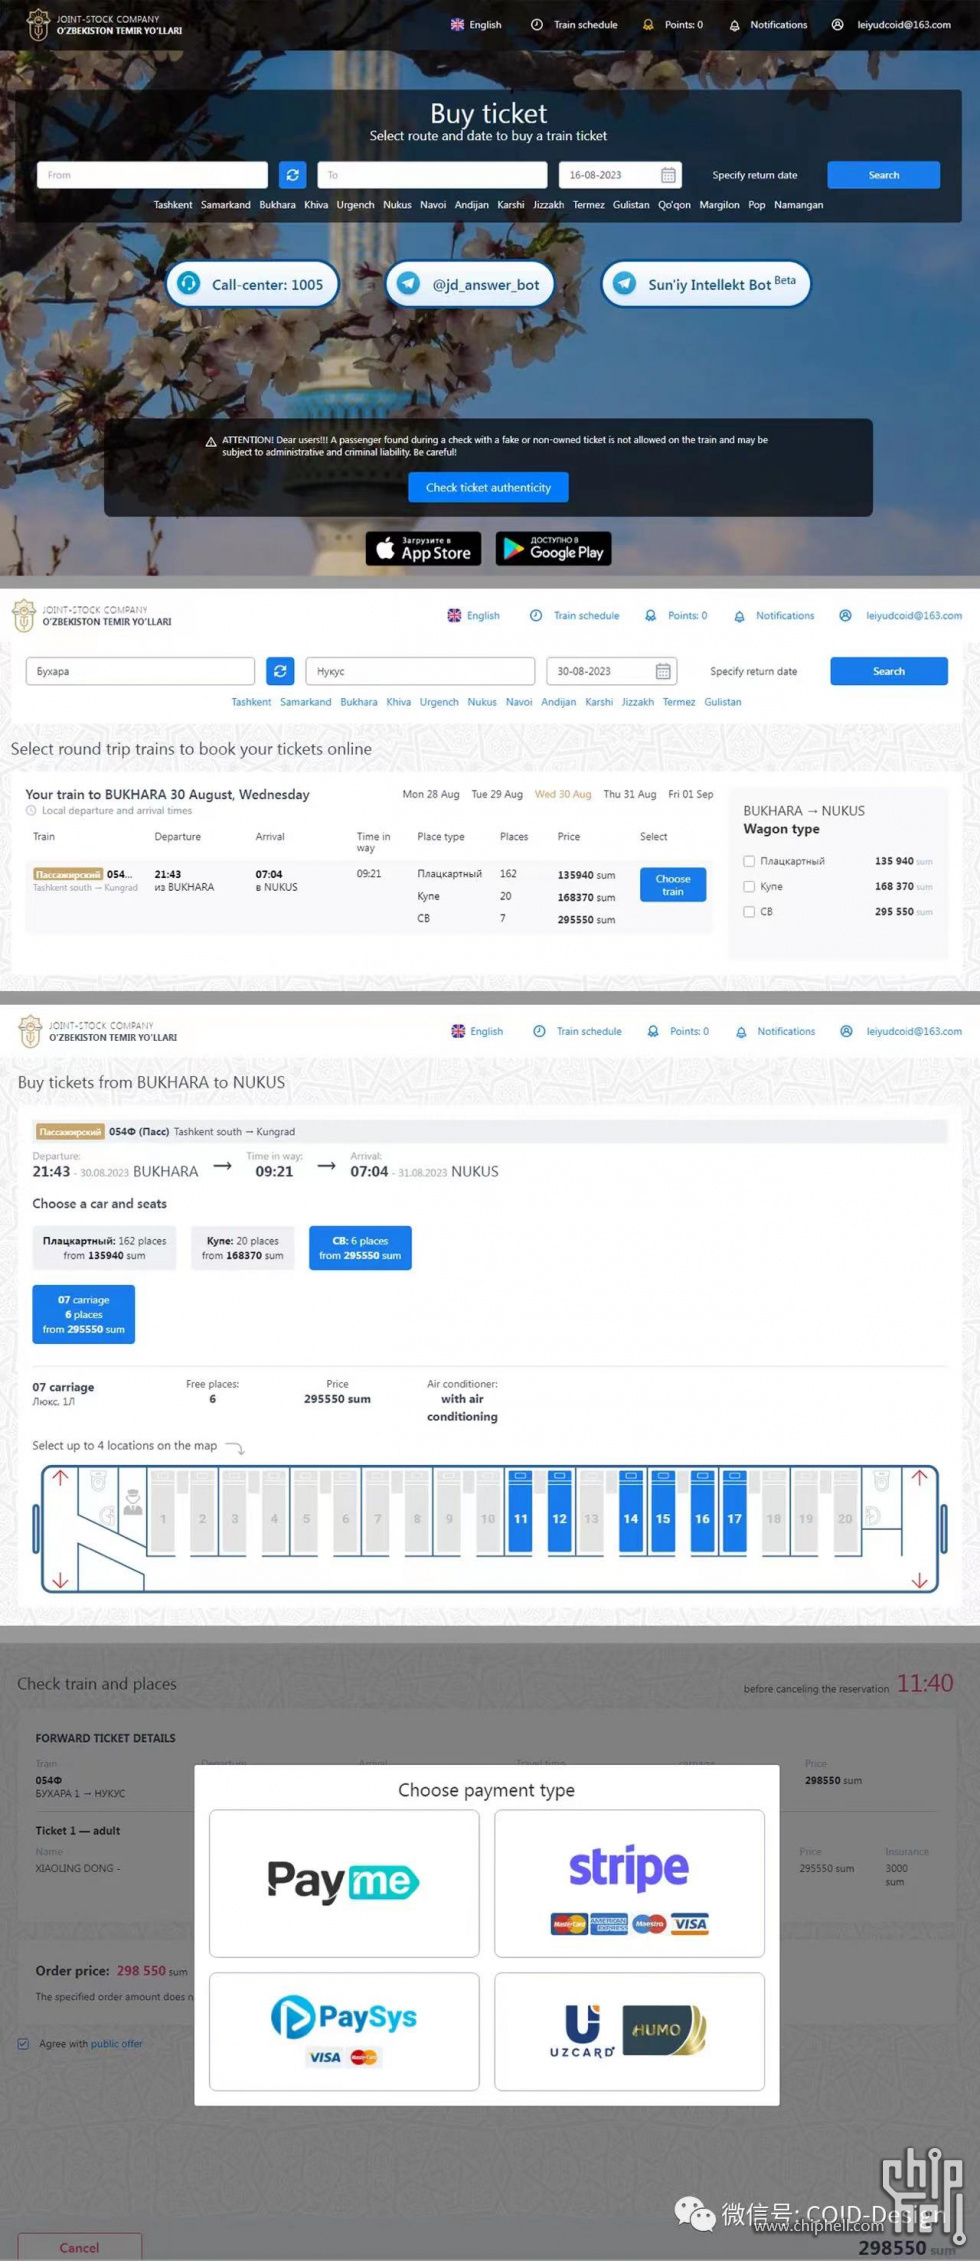 JOINT-STOCK COMPANY
O'ZBEKISTON TEMIR YO'LLARI
English
Train schedule
Points: 0
Notifications
leiyudcoid@163.com
Buy ticket
Select route and date to buy a train ticket
From
To
16-08-2023
Specify return date
Search
Tashkent Samarkand Bukhara Khiva Urgench Nukus Navoi Andijan Karshi Jizzakh Termez Gulistan Qo'qon Margilon Pop Namangan
Call-center: 1005
@jd_answer_bot
Sun'iy Intellekt Bot Beta
ATTENTION! Dear users!!! A passenger found during a check with a fake or non-owned ticket is not allowed on the train and may be
subject to administrative and criminal liability. Be careful!
Check ticket authenticity
Загрузите в
App Store
ДОСТУПНО В
Google Play
JOINT-STOCK COMPANY
O'ZBEKISTON TEMIR YO'LLARI
English
Train schedule
Points: 0
Notifications
leiyudcoid@163.com
Бухара
Нукус
30-08-2023
Specify return date
Search
Tashkent Samarkand Bukhara Khiva Urgench Nukus Navoi Andijan Karshi Jizzakh Termez Gulistan
Select round trip trains to book your tickets online
Your train to BUKHARA 30 August, Wednesday
Mon 28 Aug Tue 29 Aug Wed 30 Aug Thu 31 Aug Fri 01 Sep
Local departure and arrival times
Train Departure Arrival Time in way Place type Places Price Select
Пассажирский 054...
Tashkent south → Kungrad
21:43
из BUKHARA
07:04
в NUKUS
09:21
Плацкартный 162 135940 sum
Купе 20 168370 sum
СВ 7 295550 sum
Choose
train
BUKHARA → NUKUS
Wagon type
Плацкартный 135 940 sum
Купе 168 370 sum
СВ 295 550 sum
JOINT-STOCK COMPANY
O'ZBEKISTON TEMIR YO'LLARI
English
Train schedule
Points: 0
Notifications
leiyudcoid@163.com
Buy tickets from BUKHARA to NUKUS
Пассажирский 054Ф (Пасс) Tashkent south → Kungrad
Departure:
21:43 - 30.08.2023 BUKHARA →
Time in way:
09:21 →
Arrival:
07:04 - 31.08.2023 NUKUS
Choose a car and seats
Плацкартный: 162 places
from 135940 sum
Купе: 20 places
from 168370 sum
СВ: 6 places
from 295550 sum
07 carriage
6 places
from 295550 sum
07 carriage
Люкс, 1Л
Free places:
6
Price
295550 sum
Air conditioner:
with air
conditioning
Select up to 4 locations on the map
1 2 3 4 5 6 7 8 9 10 11 12 13 14 15 16 17 18 19 20
Check train and places
before canceling the reservation 11:40
FORWARD TICKET DETAILS
Train Departure Arrival Travel time carriage Price
054Ф
БУХАРА 1 → НУКУС
298550 sum
Ticket 1 — adult
Name
XIAOLING DONG -
Price
295550 sum
Insurance
3000
sum
Order price: 298 550 sum
The specified order amount does n
Agree with public offer
Choose payment type
Payme
stripe
MasterCard AMERICAN EXPRESS Maestro VISA
PaySys
VISA MasterCard
UZCARD
HUMO
Cancel
298550 sum
微信号: COID-Design
www.chiphell.com
chip hell